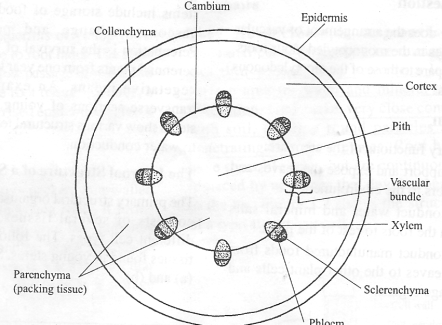 Cambium
Collenchyma
Epidermis
Cortex
Pith
Vascular
bundle
Xylem
Parenchyma
(packing tissue)
Sclerenchyma
Phloem